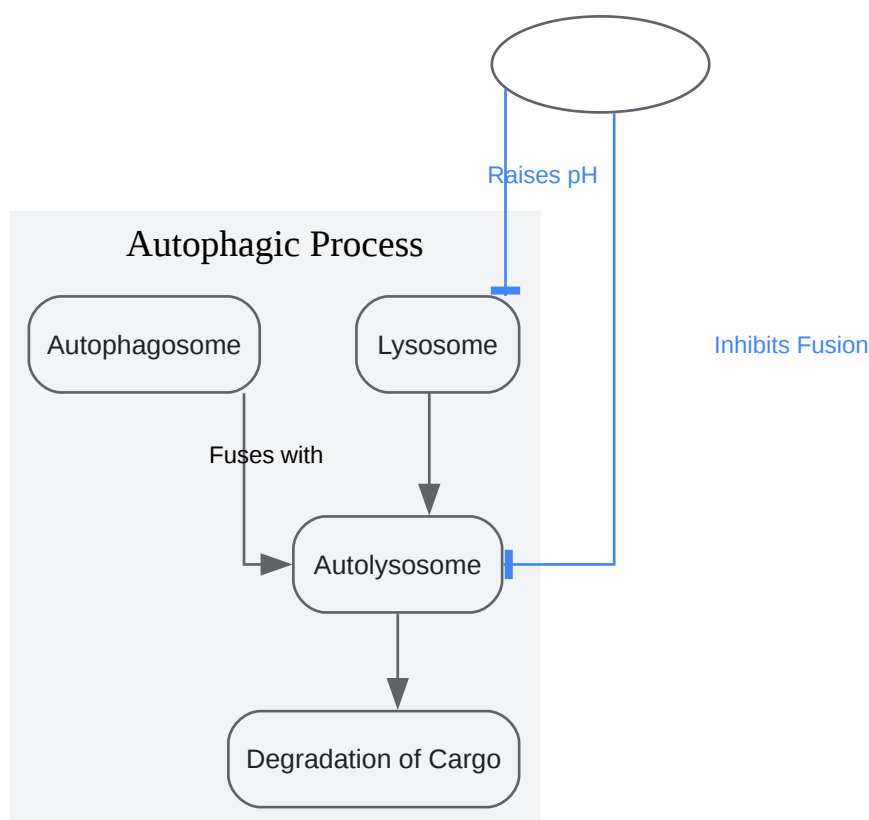 Raises pH
Autophagic Process
Autophagosome
Lysosome
Inhibits Fusion
Fuses with
Autolysosome
Degradation of Cargo